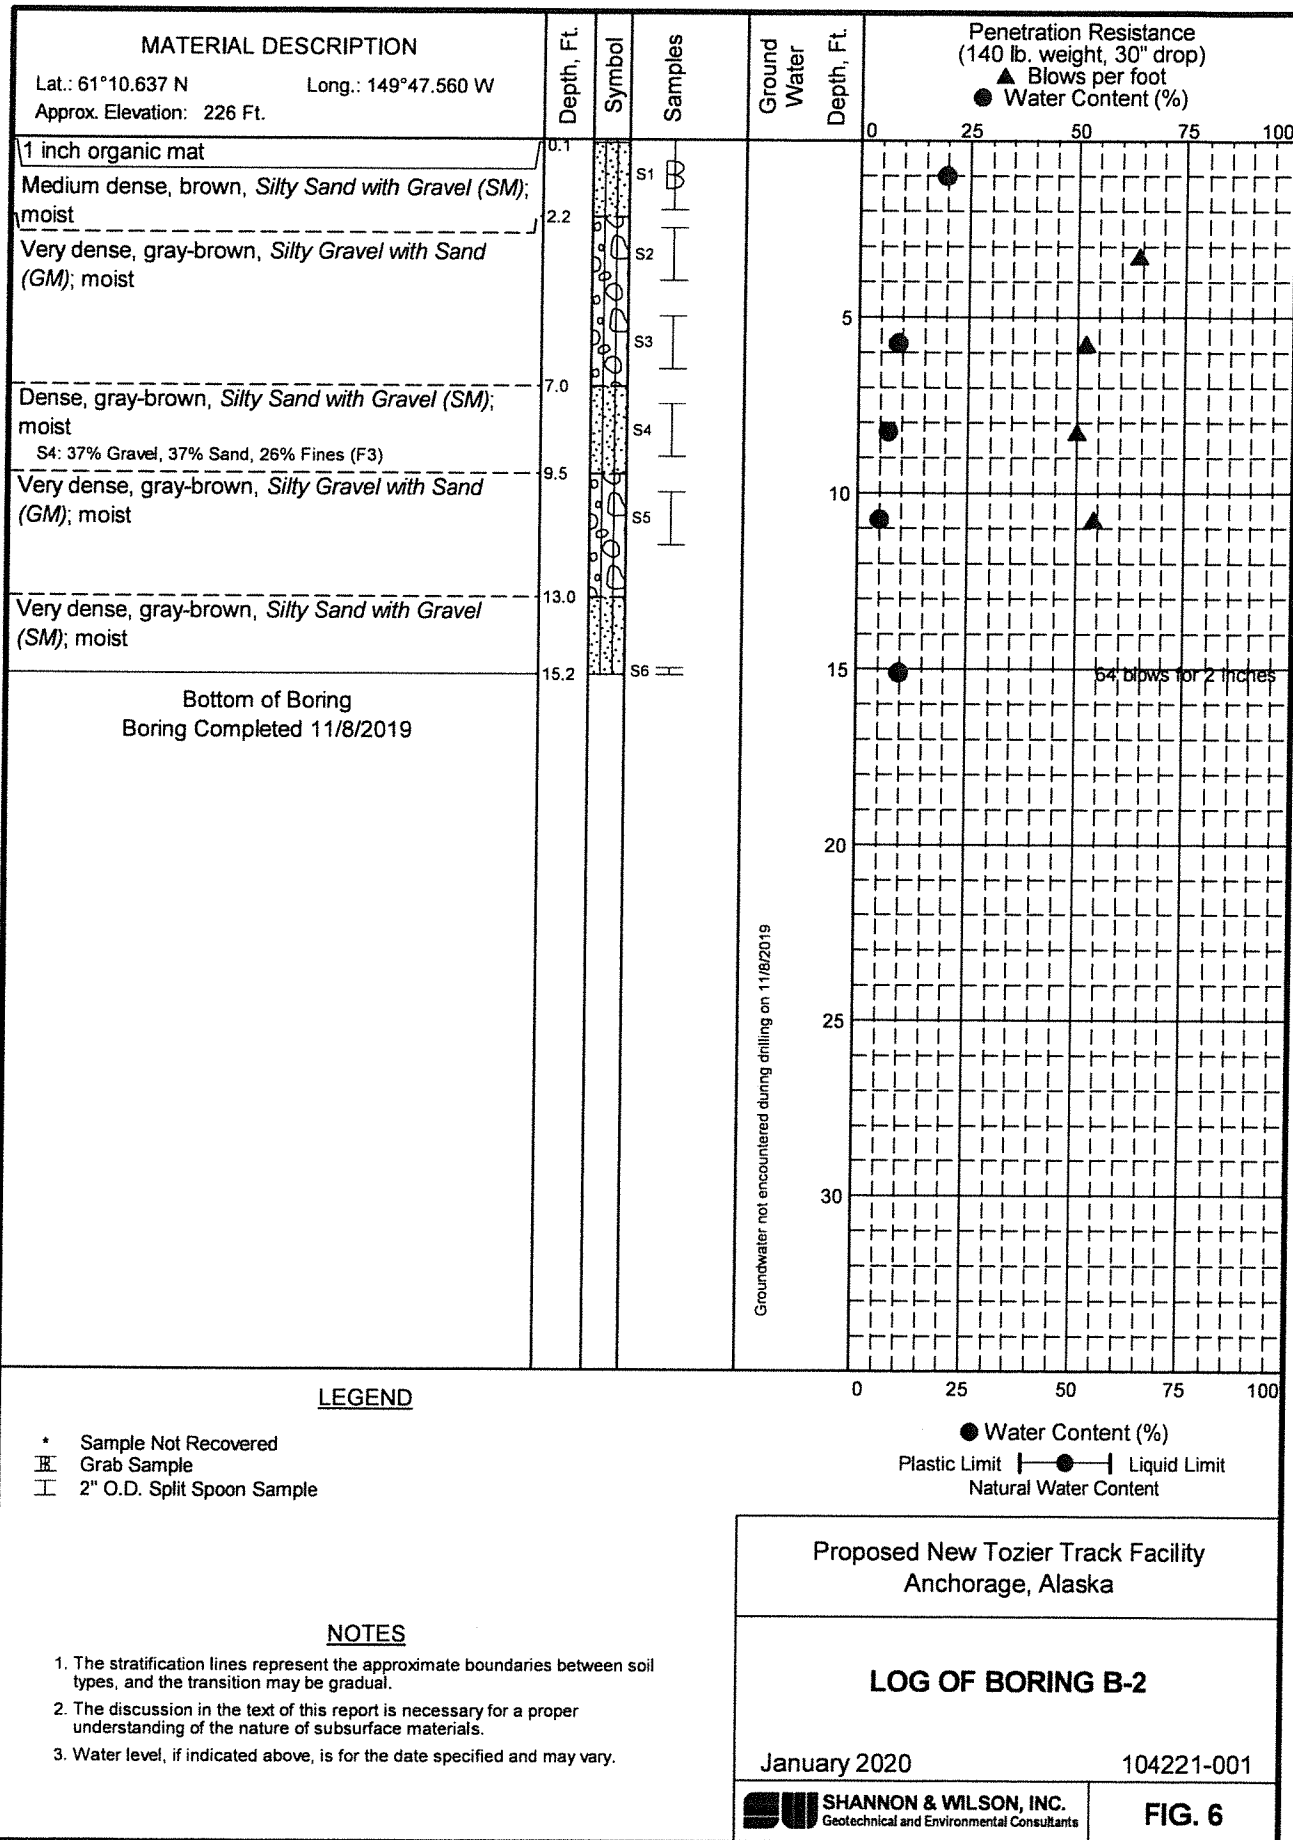 MATERIAL DESCRIPTION
Lat.: 61°10.637 N Long.: 149°47.560 W
Approx. Elevation: 226 Ft.
Depth, Ft.
Symbol
Samples
Ground
Water
Depth, Ft.
Penetration Resistance
(140 lb. weight, 30" drop)
▲ Blows per foot
● Water Content (%)
0 25 50 75 100
1 inch organic mat
0.1
Medium dense, brown, Silty Sand with Gravel (SM);
moist
S1
2.2
Very dense, gray-brown, Silty Gravel with Sand
(GM); moist
S2
5
S3
7.0
Dense, gray-brown, Silty Sand with Gravel (SM);
moist
S4
S4: 37% Gravel, 37% Sand, 26% Fines (F3)
9.5
Very dense, gray-brown, Silty Gravel with Sand
(GM); moist
10
S5
13.0
Very dense, gray-brown, Silty Sand with Gravel
(SM); moist
15
15.2
S6
64 blows for 2 inches
Bottom of Boring
Boring Completed 11/8/2019
20
25
30
Groundwater not encountered during drilling on 11/8/2019
0 25 50 75 100
LEGEND
* Sample Not Recovered
Grab Sample
2" O.D. Split Spoon Sample
● Water Content (%)
Plastic Limit Liquid Limit
Natural Water Content
Proposed New Tozier Track Facility
Anchorage, Alaska
NOTES
1. The stratification lines represent the approximate boundaries between soil
types, and the transition may be gradual.
2. The discussion in the text of this report is necessary for a proper
understanding of the nature of subsurface materials.
3. Water level, if indicated above, is for the date specified and may vary.
LOG OF BORING B-2
January 2020 104221-001
SHANNON & WILSON, INC.
Geotechnical and Environmental Consultants
FIG. 6